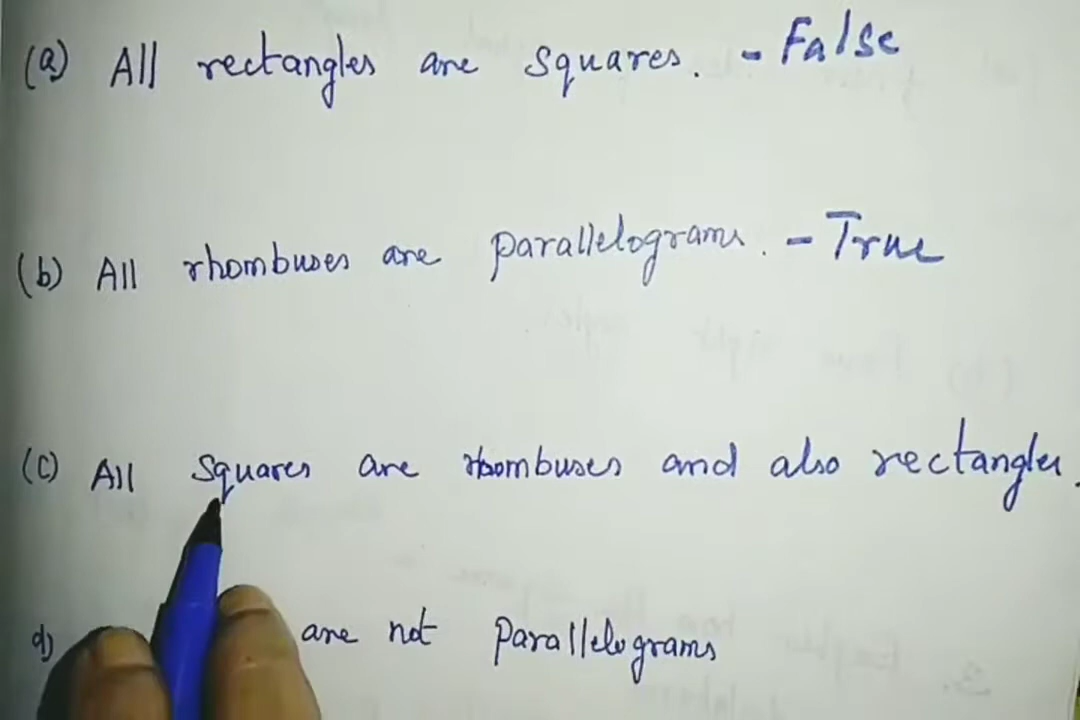 (a) All rectangles are squares. - False
(b) All rhombuses are parallelograms. - True
(c) All squares are rhombuses and also rectangles.
d) are not parallelograms